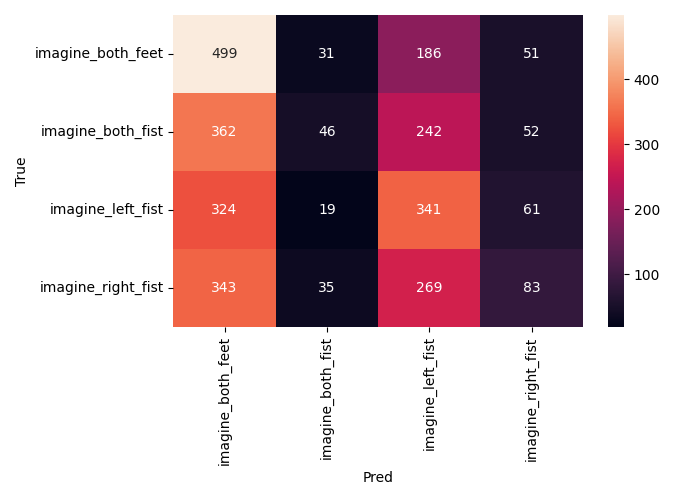 True
imagine_both_feet 499 31 186 51
imagine_both_fist 362 46 242 52
imagine_left_fist 324 19 341 61
imagine_right_fist 343 35 269 83
imagine_both_feet
imagine_both_fist
imagine_left_fist
imagine_right_fist
Pred
400
300
200
100